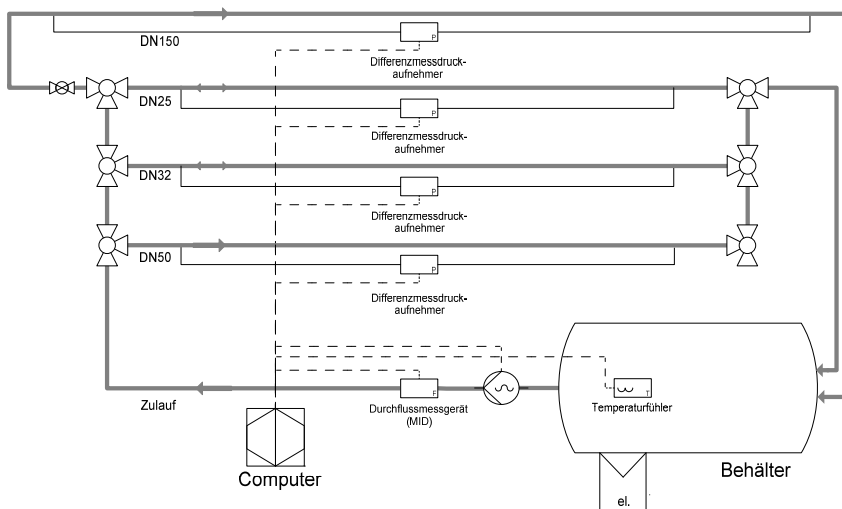 DN150
P
Differenzmessdruck-
aufnehmer
DN25
P
Differenzmessdruck-
aufnehmer
DN32
P
Differenzmessdruck-
aufnehmer
DN50
P
Differenzmessdruck-
aufnehmer
Zulauf
F
Durchflussmessgerät
(MID)
T
Temperaturfühler
Computer
Behälter
el.